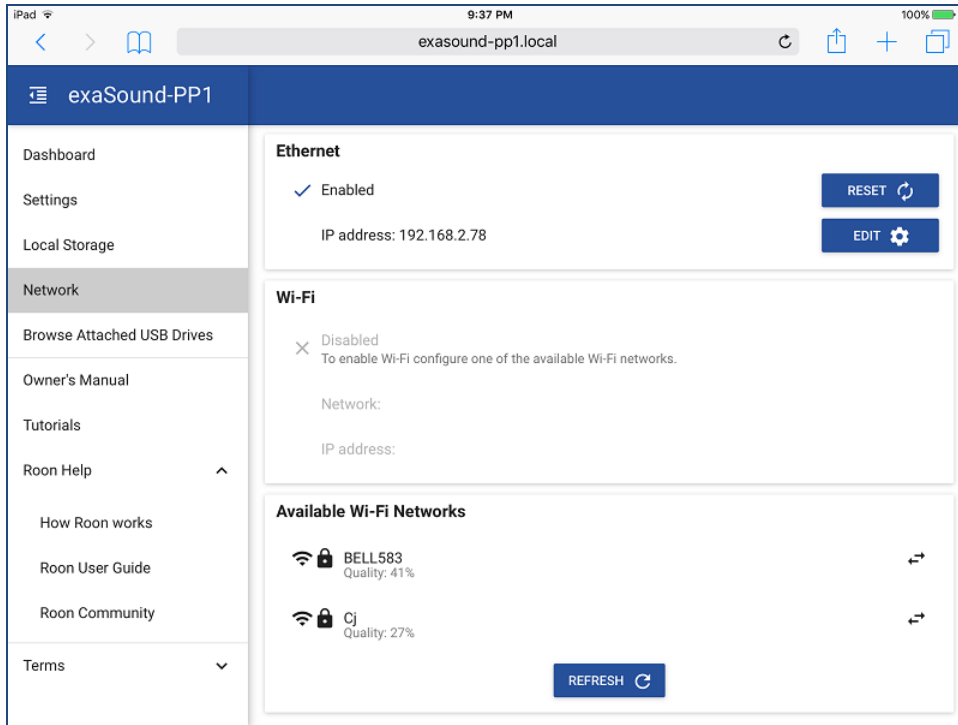 iPad 9:37 PM 100%
exasound-pp1.local
exaSound-PP1
Dashboard
Settings
Local Storage
Network
Browse Attached USB Drives
Owner's Manual
Tutorials
Roon Help
How Roon works
Roon User Guide
Roon Community
Terms
Ethernet
Enabled
RESET
IP address: 192.168.2.78
EDIT
Wi-Fi
Disabled
To enable Wi-Fi configure one of the available Wi-Fi networks.
Network:
IP address:
Available Wi-Fi Networks
BELL583
Quality: 41%
Cj
Quality: 27%
REFRESH